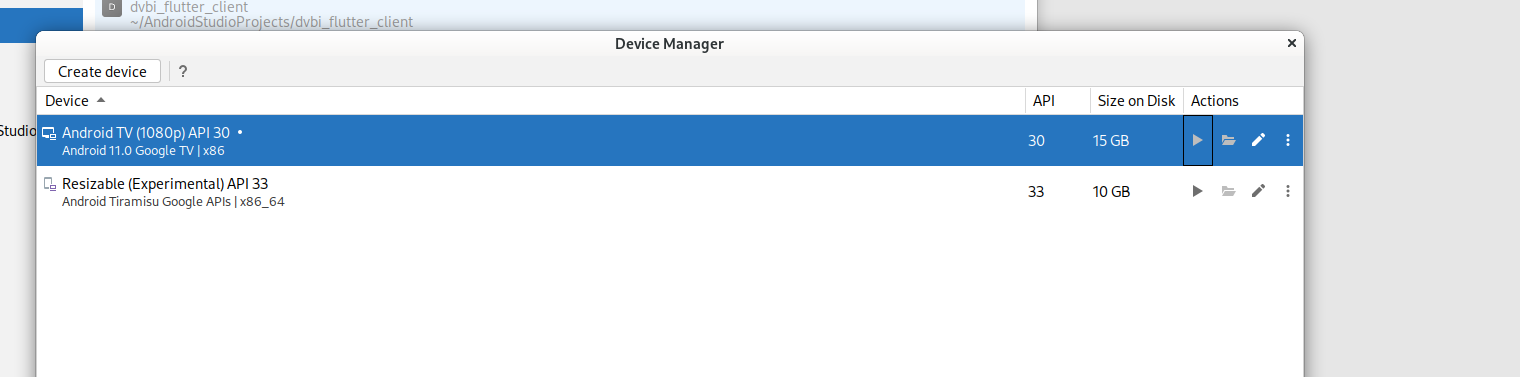 D
dvbi_flutter_client
~/AndroidStudioProjects/dvbi_flutter_client
Device Manager
Create device
?
Device API Size on Disk Actions
Studio
Android TV (1080p) API 30 •
Android 11.0 Google TV | x86
30 15 GB
Resizable (Experimental) API 33
Android Tiramisu Google APIs | x86_64
33 10 GB